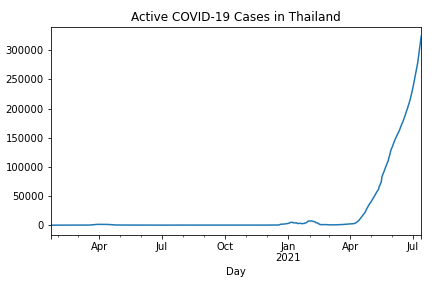 Active COVID-19 Cases in Thailand
300000
250000
200000
150000
100000
50000
0
Apr Jul Oct Jan Apr Jul
2021
Day